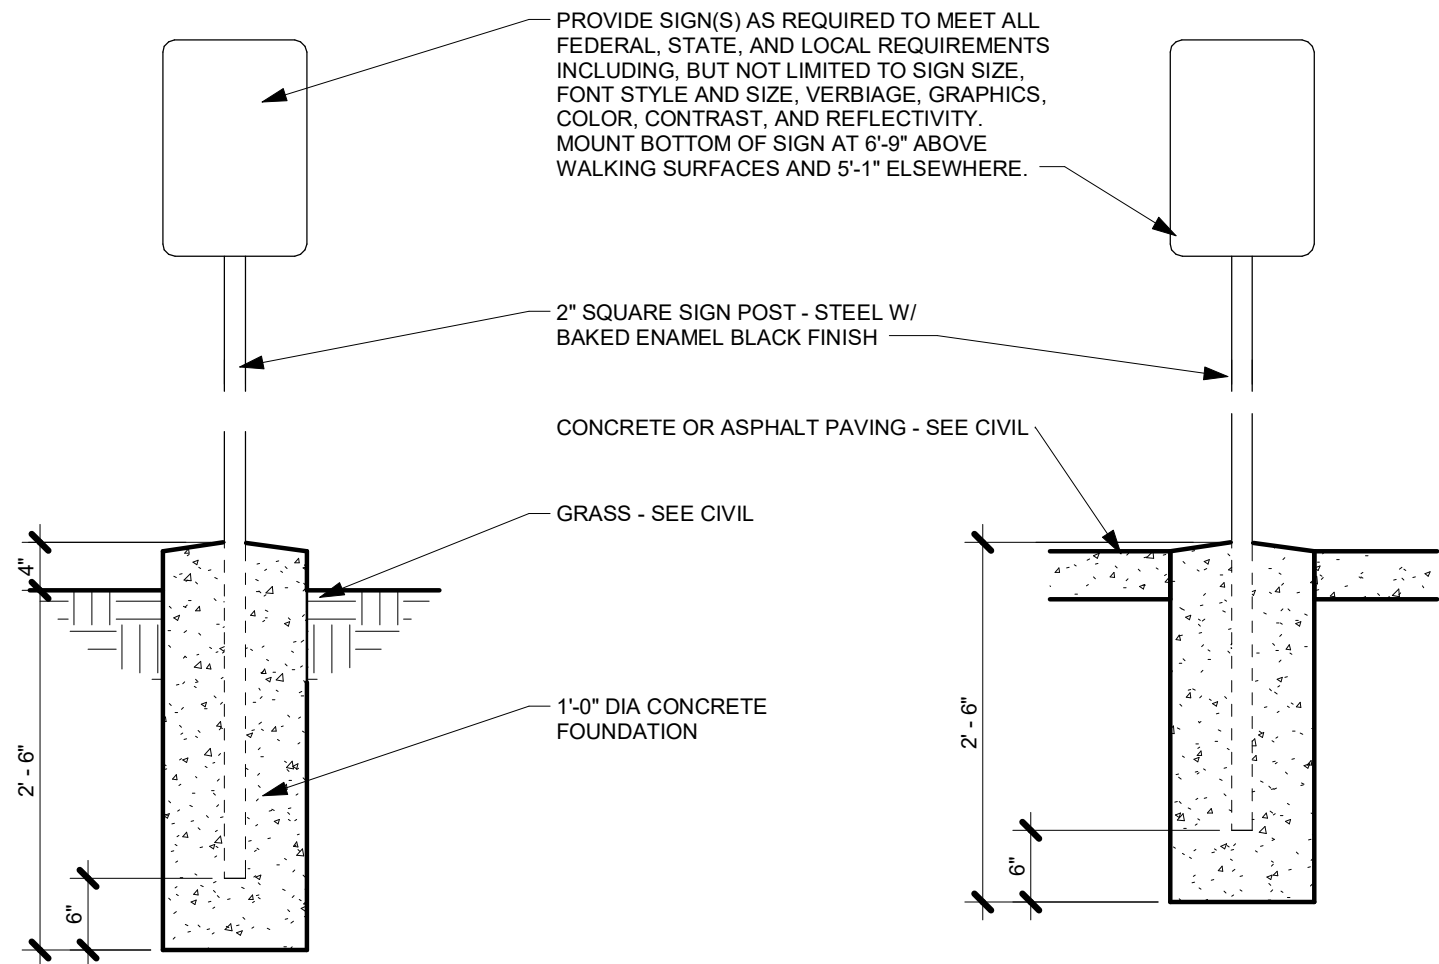 PROVIDE SIGN(S) AS REQUIRED TO MEET ALL
FEDERAL, STATE, AND LOCAL REQUIREMENTS
INCLUDING, BUT NOT LIMITED TO SIGN SIZE,
FONT STYLE AND SIZE, VERBIAGE, GRAPHICS,
COLOR, CONTRAST, AND REFLECTIVITY.
MOUNT BOTTOM OF SIGN AT 6'-9" ABOVE
WALKING SURFACES AND 5'-1" ELSEWHERE.
2" SQUARE SIGN POST - STEEL W/
BAKED ENAMEL BLACK FINISH
CONCRETE OR ASPHALT PAVING - SEE CIVIL
GRASS - SEE CIVIL
4"
1'-0" DIA CONCRETE
FOUNDATION
2' - 6"
6"
2' - 6"
6"